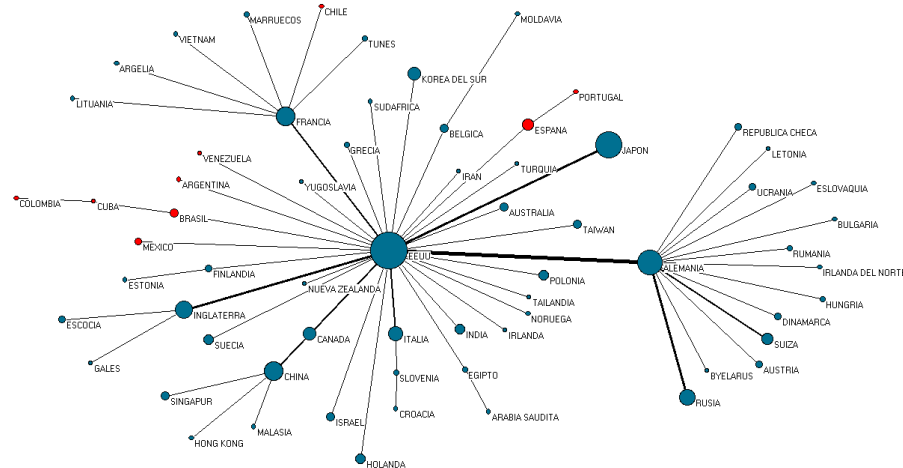 CHILE
MOLDAVIA
MARRUECOS
VIETNAM
TUNES
ARGELIA
KOREA DEL SUR
LITUANIA
SUDAFRICA
PORTUGAL
FRANCIA
BELGICA
ESPANA
REPUBLICA CHECA
GRECIA
JAPON
LETONIA
VENEZUELA
IRAN
TURQUIA
ARGENTINA
YUGOSLAVIA
UCRANIA
ESLOVAQUIA
COLOMBIA
CUBA
BRASIL
AUSTRALIA
TAIWAN
BULGARIA
MEXICO
EEUU
RUMANIA
ALEMANIA
IRLANDA DEL NORTE
ESTONIA
FINLANDIA
NUEVA ZEALANDA
POLONIA
TAILANDIA
HUNGRIA
INGLATERRA
NORUEGA
DINAMARCA
ESCOCIA
SUECIA
CANADA
ITALIA
INDIA
IRLANDA
SUIZA
GALES
CHINA
SLOVENIA
EGIPTO
BYELARUS
AUSTRIA
SINGAPUR
CROACIA
ARABIA SAUDITA
RUSIA
HONG KONG
MALASIA
ISRAEL
HOLANDA